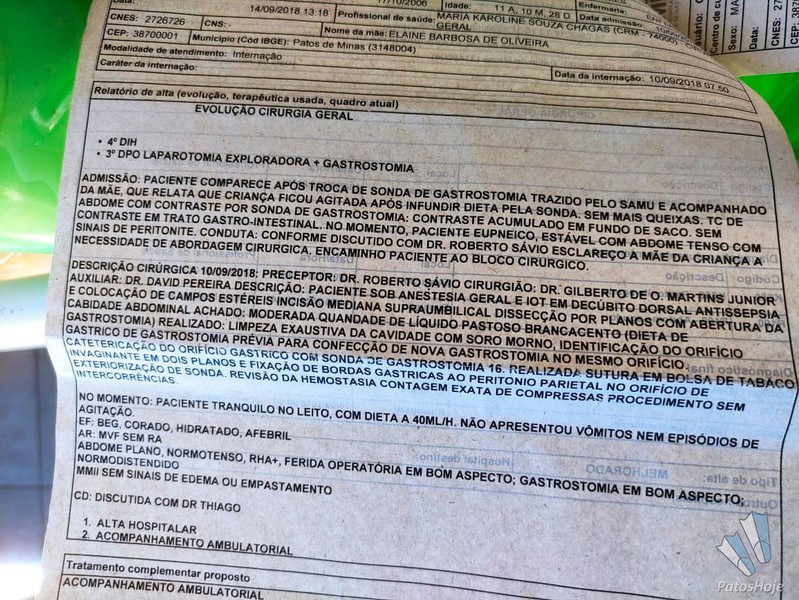 17/10/2006 Idade: 11 A, 10 M, 28 D Enfermaria:
14/09/2018 13:18 Profissional de saúde: MARIA KAROLINE SOUZA CHAGAS (CRM - 74000) - GERAL Data admissão:
CNES: 2726726 CNS: - Nome da mãe: ELAINE BARBOSA DE OLIVEIRA
CEP: 38700001 Município (Cód IBGE): Patos de Minas (3148004)
Modalidade de atendimento: Internação
Caráter da internação: Data da internação: 10/09/2018 07:50
Relatório de alta (evolução, terapêutica usada, quadro atual)
EVOLUÇÃO CIRURGIA GERAL
• 4º DIH
• 3º DPO LAPAROTOMIA EXPLORADORA + GASTROSTOMIA
ADMISSÃO: PACIENTE COMPARECE APÓS TROCA DE SONDA DE GASTROSTOMIA TRAZIDO PELO SAMU E ACOMPANHADO
DA MÃE, QUE RELATA QUE CRIANÇA FICOU AGITADA APÓS INFUNDIR DIETA PELA SONDA. SEM MAIS QUEIXAS. TC DE
ABDOME COM CONTRASTE POR SONDA DE GASTROSTOMIA: CONTRASTE ACUMULADO EM FUNDO DE SACO. SEM
CONTRASTE EM TRATO GASTRO-INTESTINAL. NO MOMENTO, PACIENTE EUPNEICO, ESTÁVEL COM ABDOME TENSO COM
SINAIS DE PERITONITE. CONDUTA: CONFORME DISCUTIDO COM DR. ROBERTO SÁVIO ESCLAREÇO A MÃE DA CRIANÇA A
NECESSIDADE DE ABORDAGEM CIRURGICA, ENCAMINHO PACIENTE AO BLOCO CIRURGICO.
DESCRIÇÃO CIRÚRGICA 10/09/2018: PRECEPTOR: DR. ROBERTO SÁVIO CIRURGIÃO: DR. GILBERTO DE O. MARTINS JUNIOR
AUXILIAR: DR. DAVID PEREIRA DESCRIÇÃO: PACIENTE SOB ANESTESIA GERAL E IOT EM DECÚBITO DORSAL ANTISSEPSIA
E COLOCAÇÃO DE CAMPOS ESTÉREIS INCISÃO MEDIANA SUPRAUMBILICAL DISSECÇÃO POR PLANOS COM ABERTURA DA
CABIDADE ABDOMINAL ACHADO: MODERADA QUANDADE DE LÍQUIDO PASTOSO BRANCACENTO (DIETA DE
GASTROSTOMIA) REALIZADO: LIMPEZA EXAUSTIVA DA CAVIDADE COM SORO MORNO, IDENTIFICAÇÃO DO ORIFÍCIO
GASTRICO DE GASTROSTOMIA PRÉVIA PARA CONFECÇÃO DE NOVA GASTROSTOMIA NO MESMO ORIFÍCIO.
CATETERICAÇÃO DO ORIFÍCIO GASTRICO COM SONDA DE GASTROSTOMIA 16. REALIZADA SUTURA EM BOLSA DE TABACO
INVAGINANTE EM DOIS PLANOS E FIXAÇÃO DE BORDAS GASTRICAS AO PERITONIO PARIETAL NO ORIFÍCIO DE
EXTERIORIZAÇÃO DE SONDA. REVISÃO DA HEMOSTASIA CONTAGEM EXATA DE COMPRESSAS PROCEDIMENTO SEM
INTERCORRÊNCIAS.
NO MOMENTO: PACIENTE TRANQUILO NO LEITO, COM DIETA A 40ML/H. NÃO APRESENTOU VÔMITOS NEM EPISÓDIOS DE
AGITAÇÃO.
EF: BEG, CORADO, HIDRATADO, AFEBRIL
AR: MVF SEM RA
ABDOME PLANO, NORMOTENSO, RHA+, FERIDA OPERATÓRIA EM BOM ASPECTO; GASTROSTOMIA EM BOM ASPECTO;
NORMODISTENDIDO
MMII SEM SINAIS DE EDEMA OU EMPASTAMENTO
CD: DISCUTIDA COM DR THIAGO
1. ALTA HOSPITALAR
2. ACOMPANHAMENTO AMBULATORIAL
Tratamento complementar proposto
ACOMPANHAMENTO AMBULATORIAL
PatosHoje